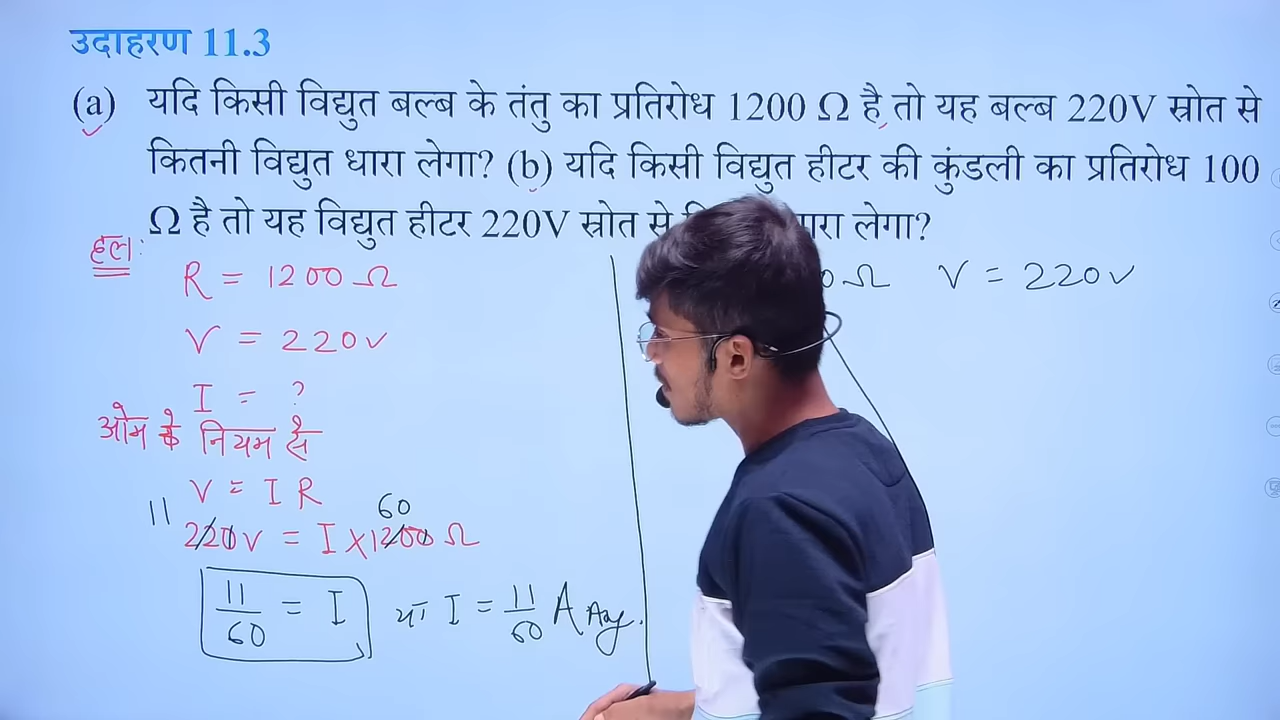 उदाहरण 11.3
(a) यदि किसी विद्युत बल्ब के तंतु का प्रतिरोध 1200 Ω है, तो यह बल्ब 220V स्रोत से
कितनी विद्युत धारा लेगा? (b) यदि किसी विद्युत हीटर की कुंडली का प्रतिरोध 100
Ω है तो यह विद्युत हीटर 220V स्रोत से लेगा?
हल:
R = 1200 Ω
V = 220v
I = ?
ओम के नियम से
V = I R
11 60
220v = I × 1200 Ω
11/60 = I या I = 11/60 A Ans.
0 Ω V = 220v